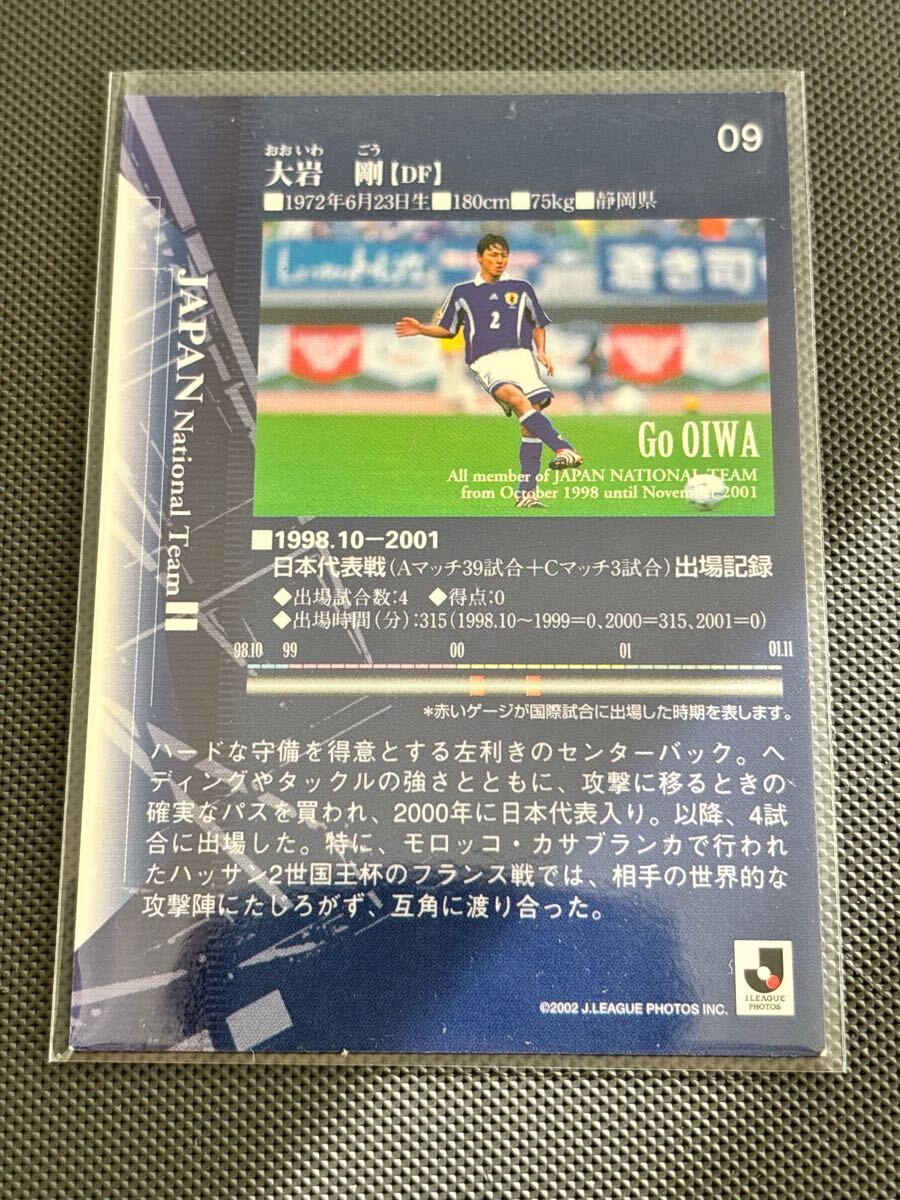 09
おおいわ ごう
大岩 剛【DF】
■1972年6月23日生■180cm■75kg■静岡県
蒼き司
2
Go OIWA
All member of JAPAN NATIONAL TEAM
from October 1998 until November 2001
JAPAN National Team
■1998.10−2001
日本代表戦(Aマッチ39試合+Cマッチ3試合)出場記録
◆出場試合数:4 ◆得点:0
◆出場時間(分):315(1998.10〜1999=0、2000=315、2001=0)
98.10 99 00 01 01.11
*赤いゲージが国際試合に出場した時期を表します。
ハードな守備を得意とする左利きのセンターバック。ヘ
ディングやタックルの強さとともに、攻撃に移るときの
確実なパスを買われ、2000年に日本代表入り。以降、4試
合に出場した。特に、モロッコ・カサブランカで行われ
たハッサン2世国王杯のフランス戦では、相手の世界的な
攻撃陣にたじろがず、互角に渡り合った。
©2002 J.LEAGUE PHOTOS INC.
J.LEAGUE
PHOTOS